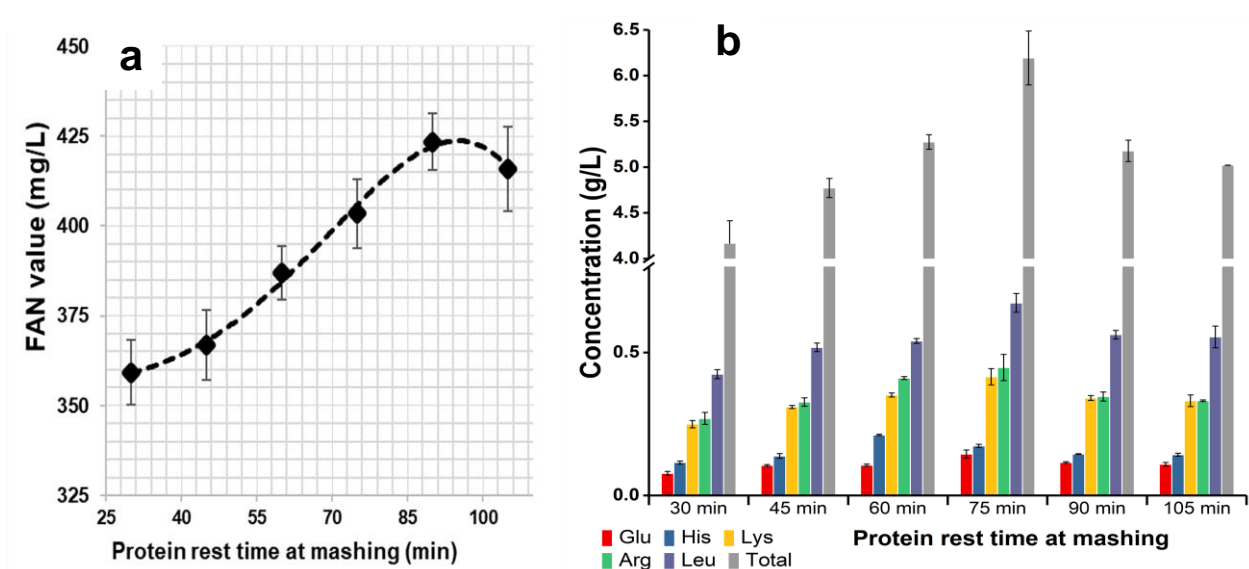 a
FAN value (mg/L)
450
425
400
375
350
325
25 40 55 70 85 100
Protein rest time at mashing (min)
b
Concentration (g/L)
6.5
6.0
5.5
5.0
4.5
4.0
0.5
0.0
30 min 45 min 60 min 75 min 90 min 105 min
Protein rest time at mashing
Glu His Lys
Arg Leu Total